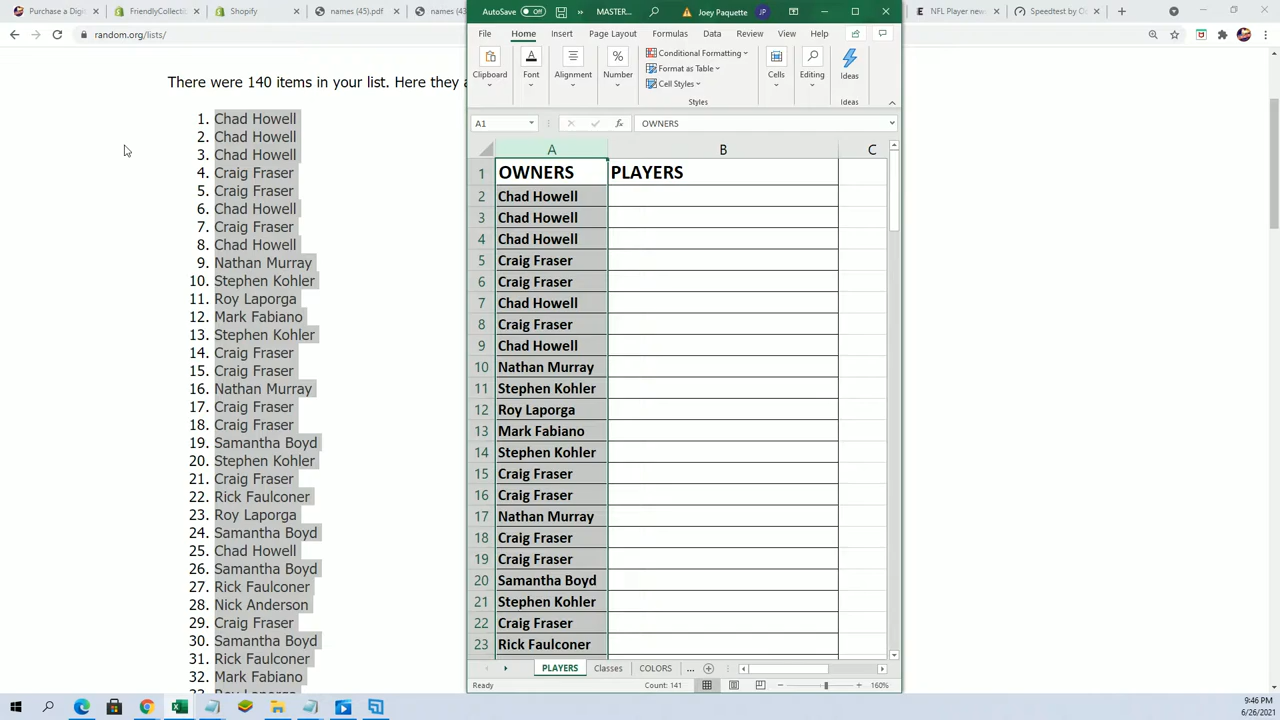 Purchase a Digi
FriendlyCollecti
Shopify
names (45).pdf
names (43
AutoSave Off
MASTER...
Joey Paquette JP
NFL Player new
Speedtest by Oo
random.org/lists/
File Home Insert Page Layout Formulas Data Review View Help
Clipboard
Font
Alignment
Number
Conditional Formatting
Format as Table
Cell Styles
Styles
Cells
Editing
Ideas
Ideas
A1
fx
OWNERS
There were 140 items in your list. Here they a
1. Chad Howell
2. Chad Howell
3. Chad Howell
4. Craig Fraser
5. Craig Fraser
6. Chad Howell
7. Craig Fraser
8. Chad Howell
9. Nathan Murray
10. Stephen Kohler
11. Roy Laporga
12. Mark Fabiano
13. Stephen Kohler
14. Craig Fraser
15. Craig Fraser
16. Nathan Murray
17. Craig Fraser
18. Craig Fraser
19. Samantha Boyd
20. Stephen Kohler
21. Craig Fraser
22. Rick Faulconer
23. Roy Laporga
24. Samantha Boyd
25. Chad Howell
26. Samantha Boyd
27. Rick Faulconer
28. Nick Anderson
29. Craig Fraser
30. Samantha Boyd
31. Rick Faulconer
32. Mark Fabiano
33. Roy Laporga
A B C
1 OWNERS PLAYERS
2 Chad Howell
3 Chad Howell
4 Chad Howell
5 Craig Fraser
6 Craig Fraser
7 Chad Howell
8 Craig Fraser
9 Chad Howell
10 Nathan Murray
11 Stephen Kohler
12 Roy Laporga
13 Mark Fabiano
14 Stephen Kohler
15 Craig Fraser
16 Craig Fraser
17 Nathan Murray
18 Craig Fraser
19 Craig Fraser
20 Samantha Boyd
21 Stephen Kohler
22 Craig Fraser
23 Rick Faulconer
PLAYERS Classes COLORS ...
Ready
Count: 141
160%
9:46 PM
6/26/2021